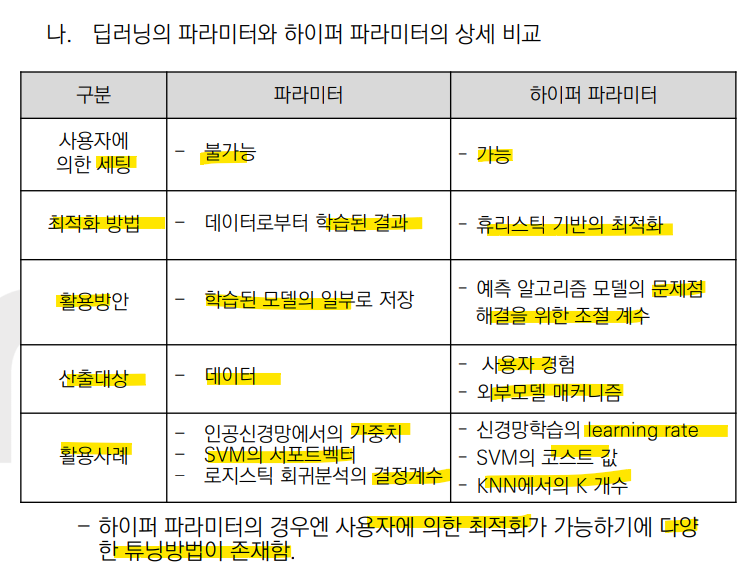 나. 딥러닝의 파라미터와 하이퍼 파라미터의 상세 비교
구분 파라미터 하이퍼 파라미터
사용자에
의한 세팅
– 불가능
– 가능
최적화 방법
– 데이터로부터 학습된 결과
– 휴리스틱 기반의 최적화
활용방안
– 학습된 모델의 일부로 저장
– 예측 알고리즘 모델의 문제점
해결을 위한 조절 계수
산출대상
– 데이터
– 사용자 경험
– 외부모델 매커니즘
활용사례
– 인공신경망에서의 가중치
– SVM의 서포트벡터
– 로지스틱 회귀분석의 결정계수
– 신경망학습의 learning rate
– SVM의 코스트 값
– KNN에서의 K 개수
– 하이퍼 파라미터의 경우엔 사용자에 의한 최적화가 가능하기에 다양
한 튜닝방법이 존재함.